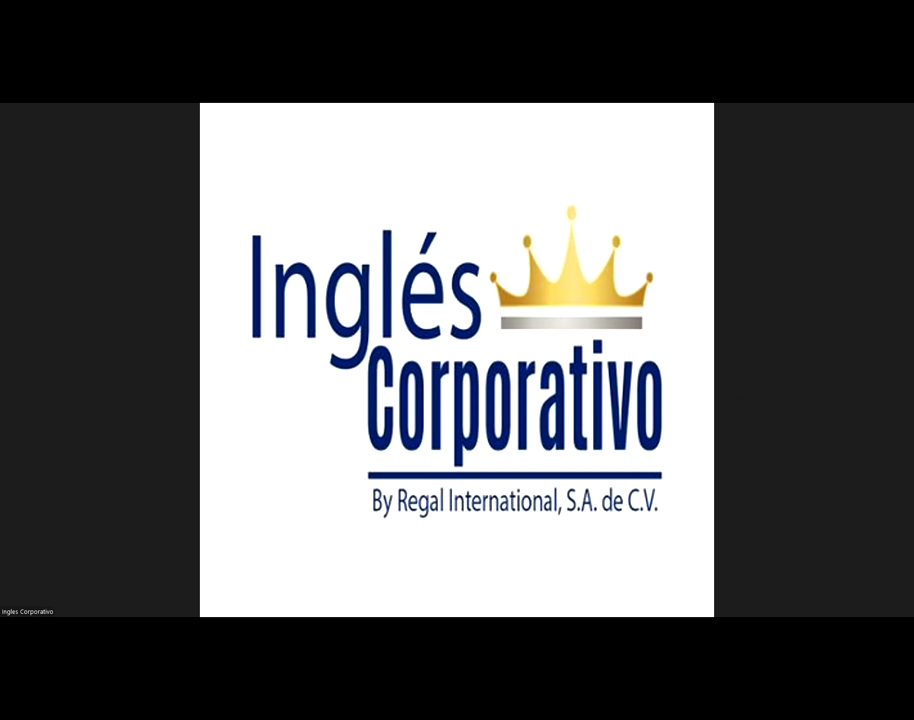 Inglés
Corporativo
By Regal International, S.A. de C.V.
Ingles Corporativo